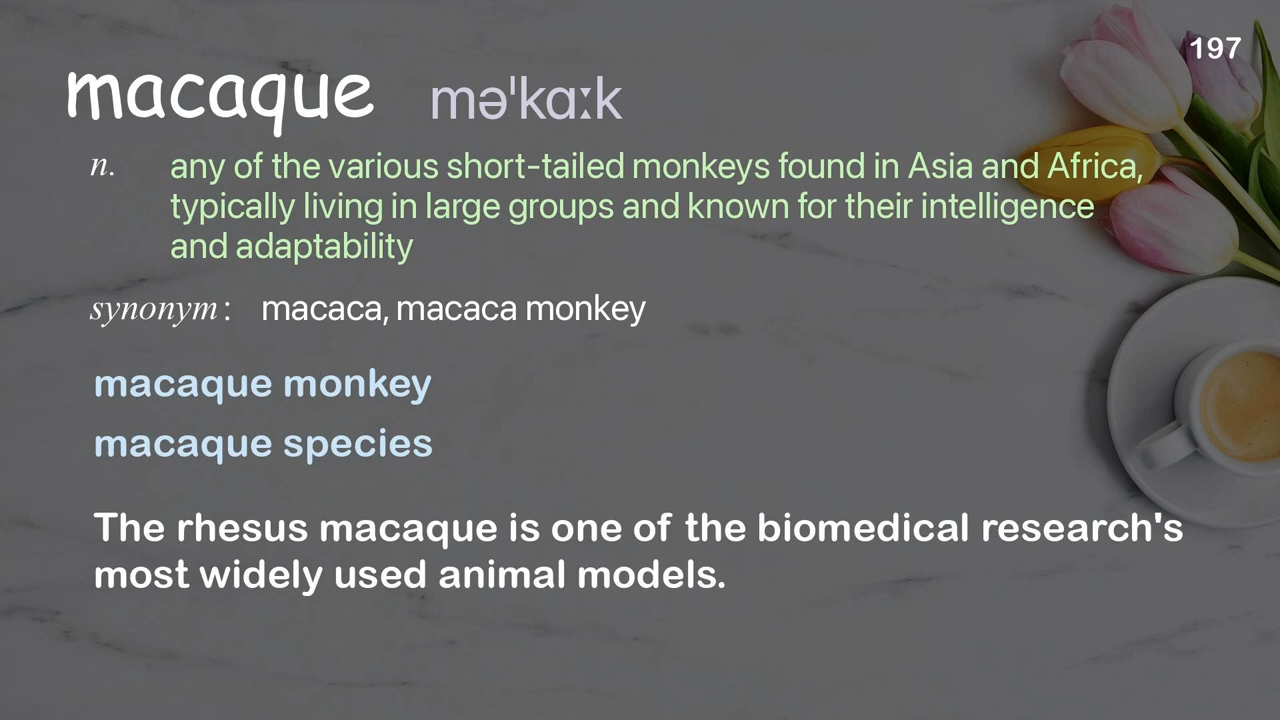 197
macaque məˈkɑːk
n. any of the various short-tailed monkeys found in Asia and Africa,
typically living in large groups and known for their intelligence
and adaptability
synonym: macaca, macaca monkey
macaque monkey
macaque species
The rhesus macaque is one of the biomedical research's
most widely used animal models.